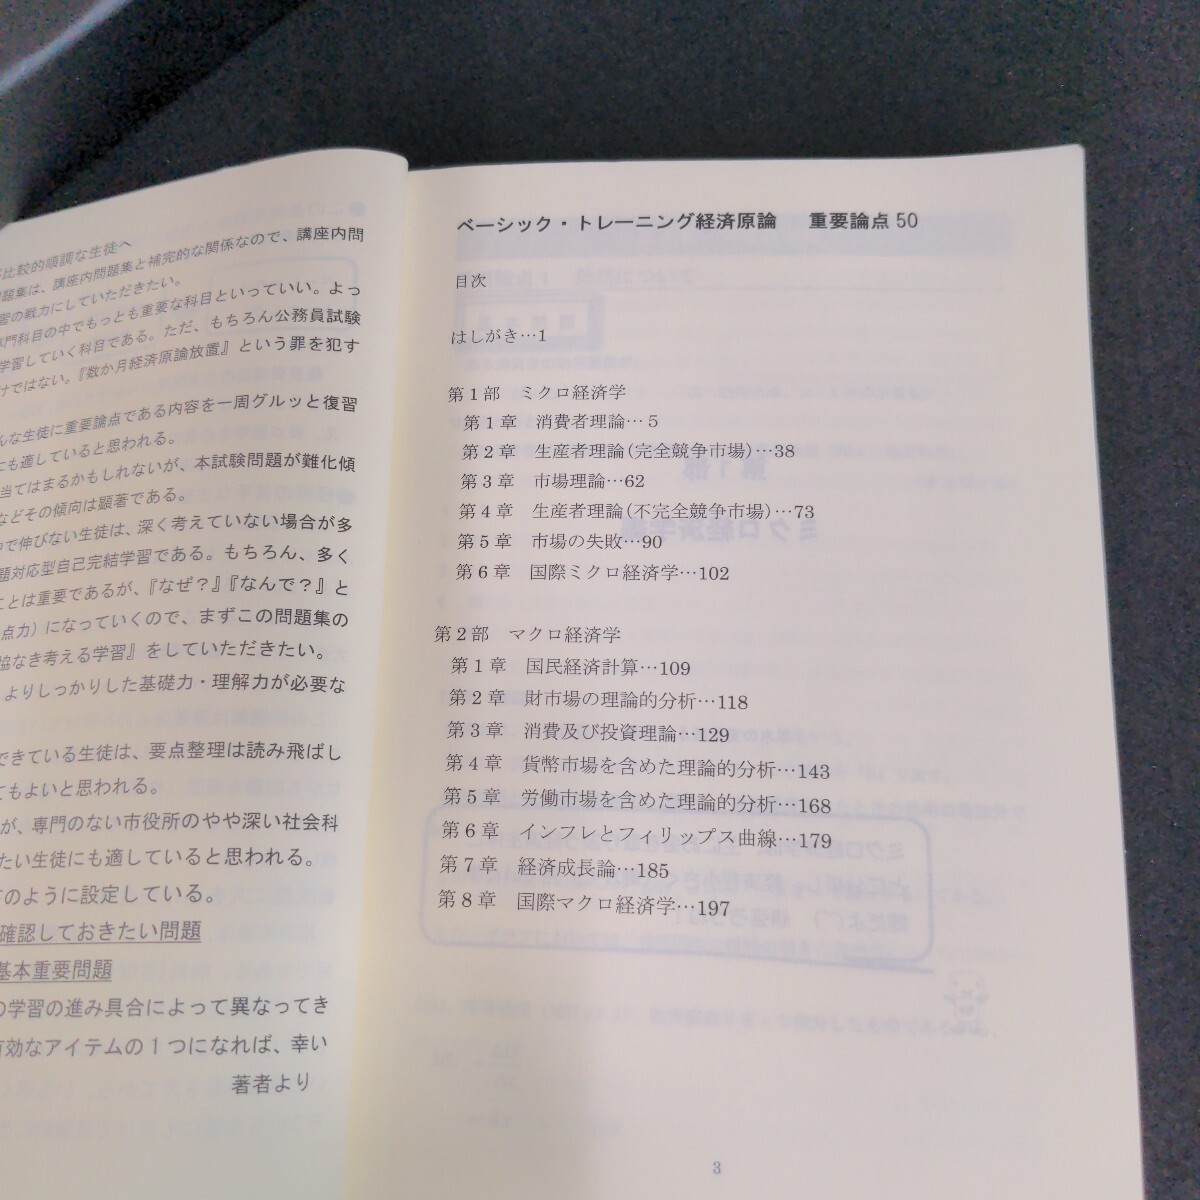 比較的順調な生徒へ
問題集は、講座内問題集と補完的な関係なので、講座内問
習の戦力にしていただきたい。
専門科目の中でもっとも重要な科目といっていい。よっ
学習していく科目である。ただ、もちろん公務員試験
けではない。『数か月経済原論放置』という罪を犯す
んな生徒に重要論点である内容を一周グルッと復習
にも適していると思われる。
当てはまるかもしれないが、本試験問題が難化傾
などその傾向は顕著である。
で伸びない生徒は、深く考えていない場合が多
題対応型自己完結学習である。もちろん、多く
ことは重要であるが、『なぜ?』『なんで?』と
点力）になっていくので、まずこの問題集の
協なき考える学習』をしていただきたい。
よりしっかりした基礎力・理解力が必要な
できている生徒は、要点整理は読み飛ばし
てもよいと思われる。
が、専門のない市役所のやや深い社会科
たい生徒にも適していると思われる。
のように設定している。
確認しておきたい問題
基本重要問題
の学習の進み具合によって異なってき
有効なアイテムの1つになれば、幸い
著者より
ベーシック・トレーニング経済原論　重要論点50
目次
はしがき…1
第1部　ミクロ経済学
第1章　消費者理論…5
第2章　生産者理論(完全競争市場)…38
第3章　市場理論…62
第4章　生産者理論(不完全競争市場)…73
第5章　市場の失敗…90
第6章　国際ミクロ経済学…102
第2部　マクロ経済学
第1章　国民経済計算…109
第2章　財市場の理論的分析…118
第3章　消費及び投資理論…129
第4章　貨幣市場を含めた理論的分析…143
第5章　労働市場を含めた理論的分析…168
第6章　インフレとフィリップス曲線…179
第7章　経済成長論…185
第8章　国際マクロ経済学…197
3